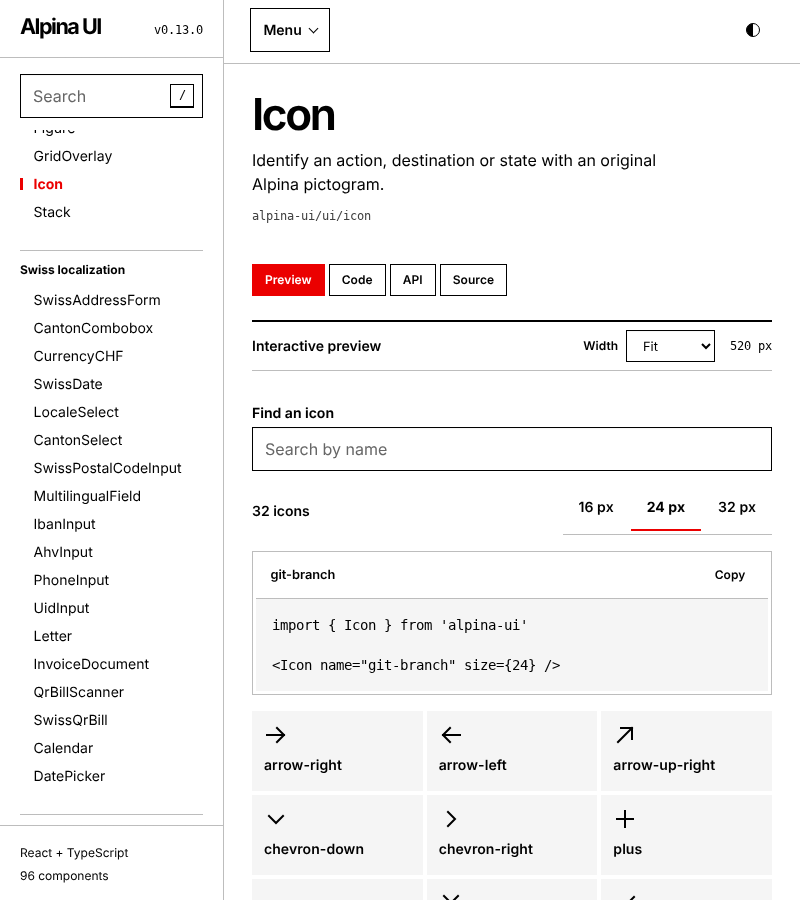 Alpina UI
v0.13.0
Search
/
Figure
GridOverlay
Icon
Stack
Swiss localization
SwissAddressForm
CantonCombobox
CurrencyCHF
SwissDate
LocaleSelect
CantonSelect
SwissPostalCodeInput
MultilingualField
IbanInput
AhvInput
PhoneInput
UidInput
Letter
InvoiceDocument
QrBillScanner
SwissQrBill
Calendar
DatePicker
React + TypeScript
96 components
Menu
Icon
Identify an action, destination or state with an original
Alpina pictogram.
alpina-ui/ui/icon
Preview Code API Source
Interactive preview
Width Fit 520 px
Find an icon
Search by name
32 icons
16 px 24 px 32 px
git-branch
Copy
import { Icon } from 'alpina-ui'
<Icon name="git-branch" size={24} />
arrow-right arrow-left arrow-up-right
chevron-down chevron-right plus